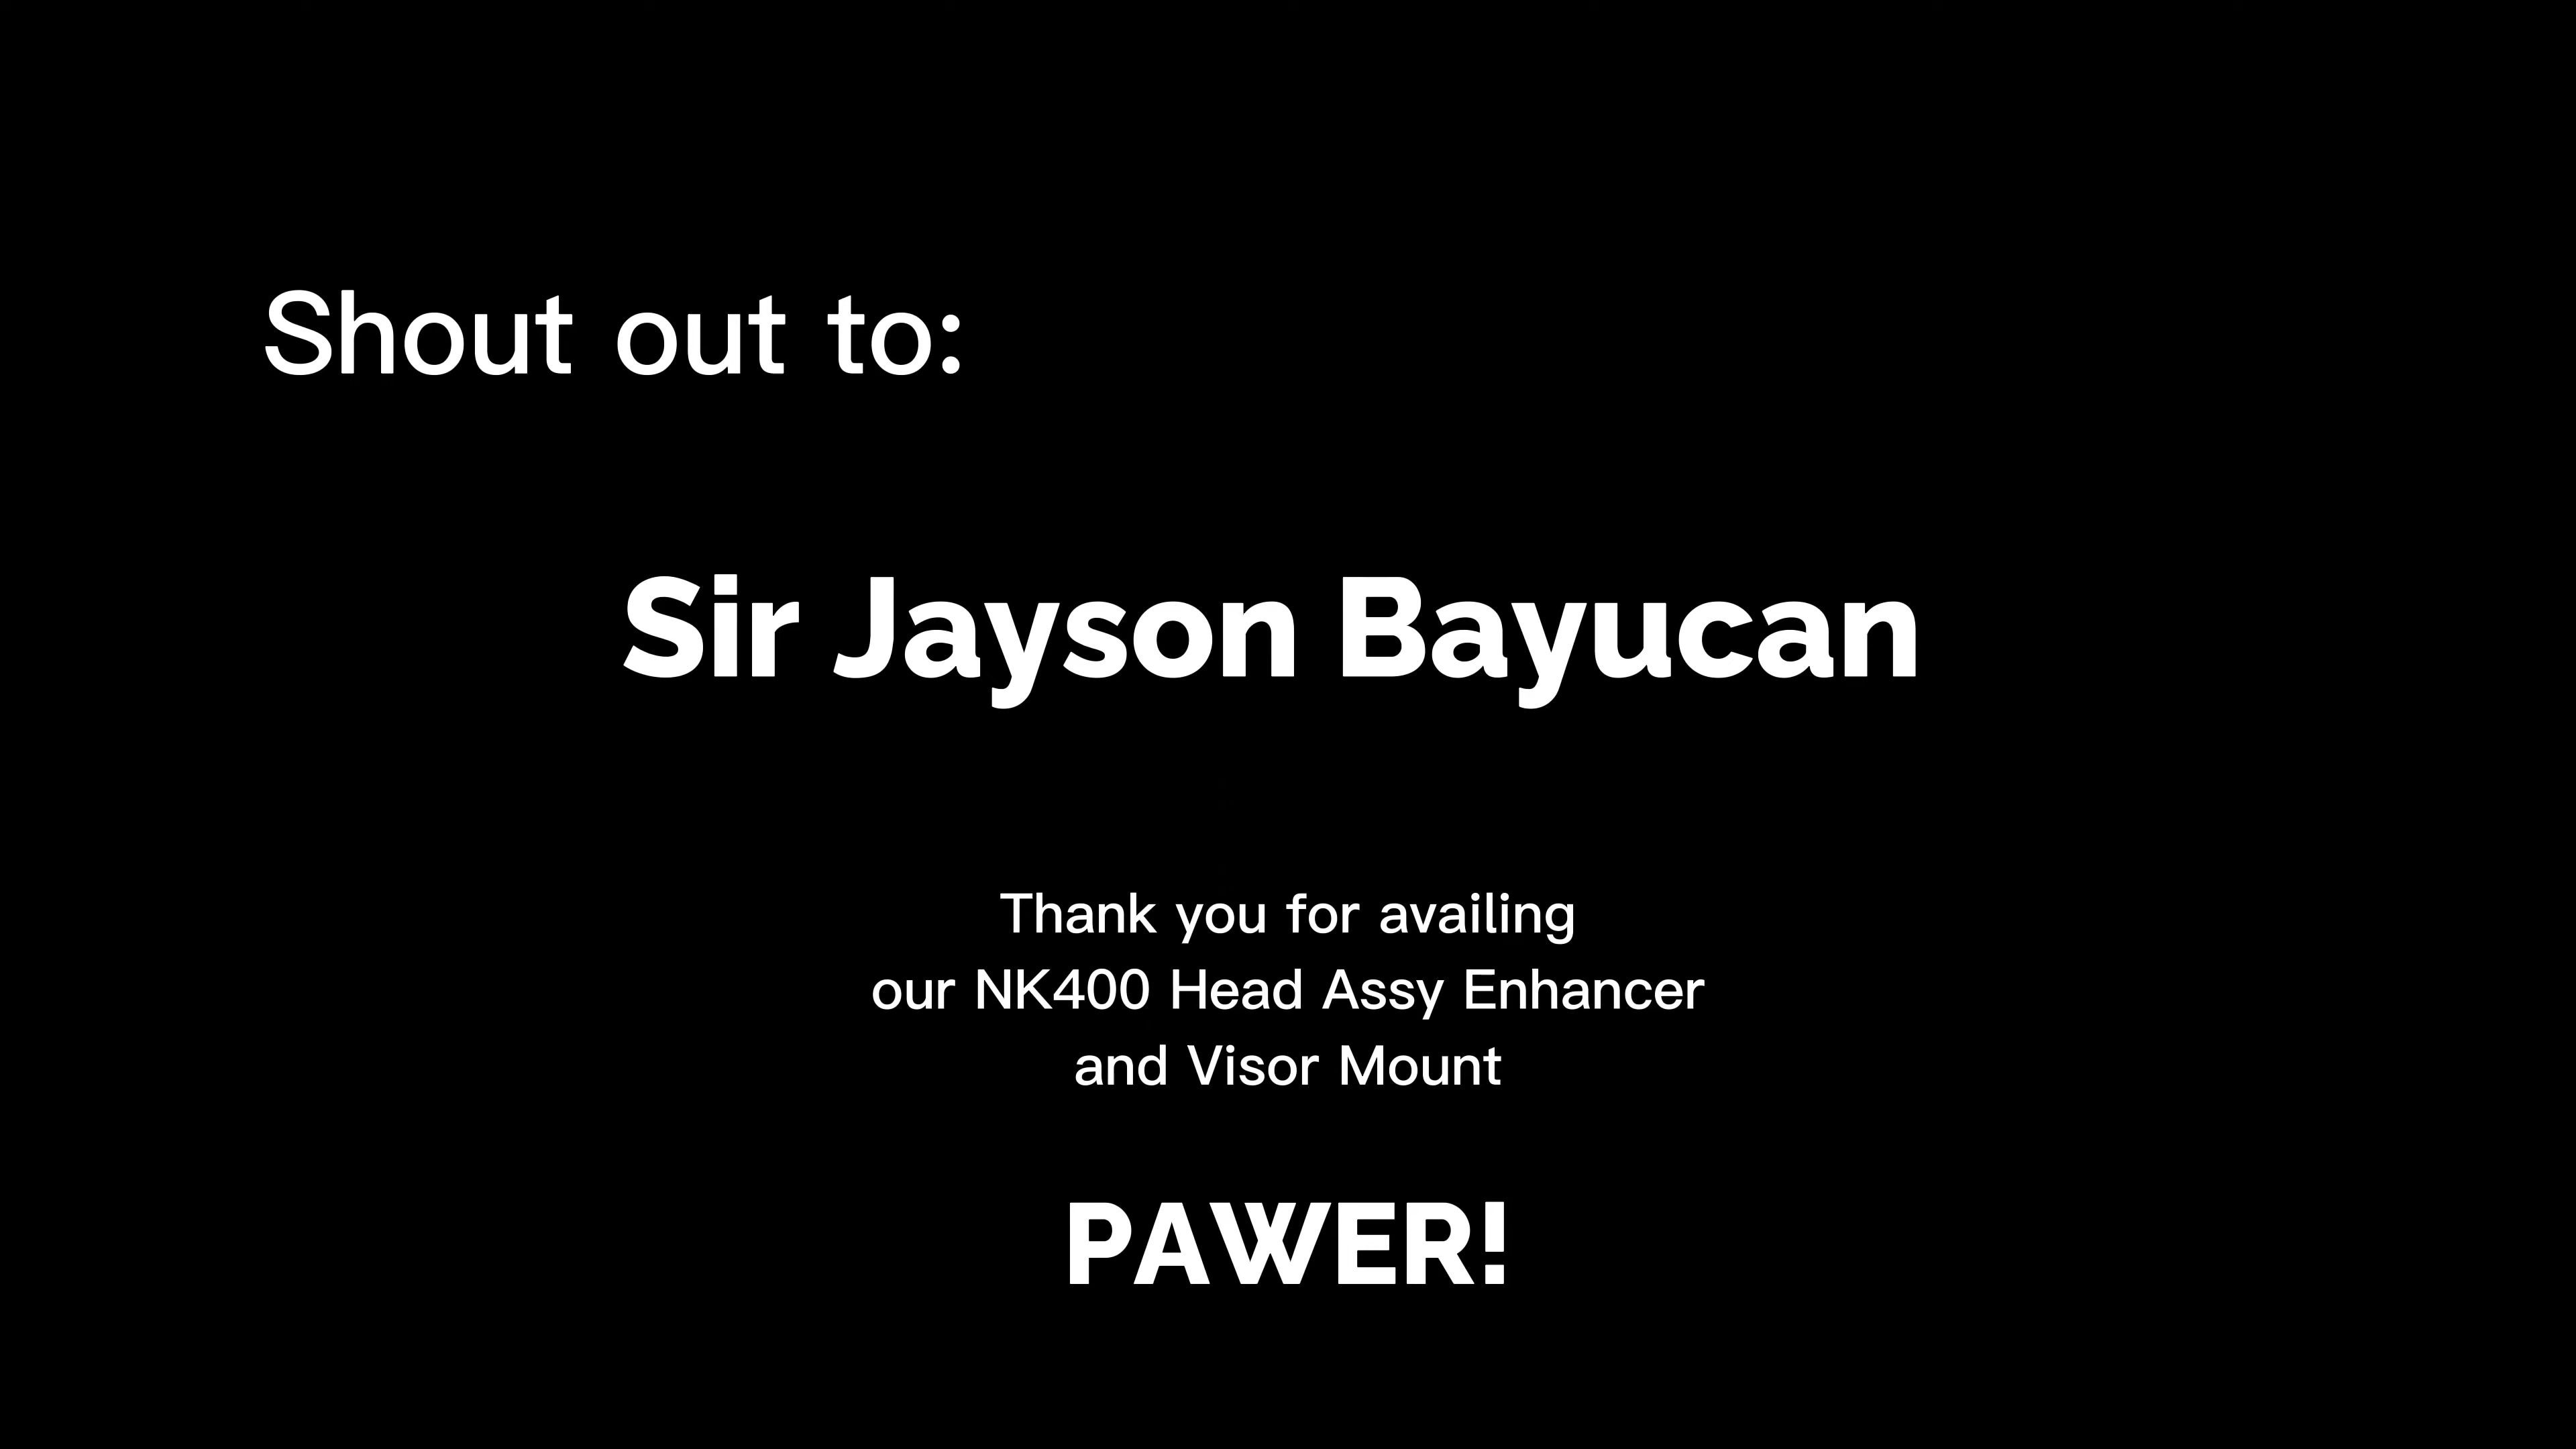 Shout out to:
Sir Jayson Bayucan
Thank you for availing
our NK400 Head Assy Enhancer
and Visor Mount
PAWER!